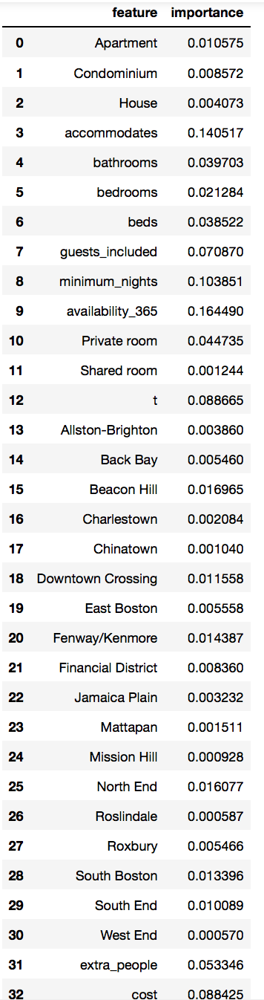 feature importance
0 Apartment 0.010575
1 Condominium 0.008572
2 House 0.004073
3 accommodates 0.140517
4 bathrooms 0.039703
5 bedrooms 0.021284
6 beds 0.038522
7 guests_included 0.070870
8 minimum_nights 0.103851
9 availability_365 0.164490
10 Private room 0.044735
11 Shared room 0.001244
12 t 0.088665
13 Allston-Brighton 0.003860
14 Back Bay 0.005460
15 Beacon Hill 0.016965
16 Charlestown 0.002084
17 Chinatown 0.001040
18 Downtown Crossing 0.011558
19 East Boston 0.005558
20 Fenway/Kenmore 0.014387
21 Financial District 0.008360
22 Jamaica Plain 0.003232
23 Mattapan 0.001511
24 Mission Hill 0.000928
25 North End 0.016077
26 Roslindale 0.000587
27 Roxbury 0.005466
28 South Boston 0.013396
29 South End 0.010089
30 West End 0.000570
31 extra_people 0.053346
32 cost 0.088425